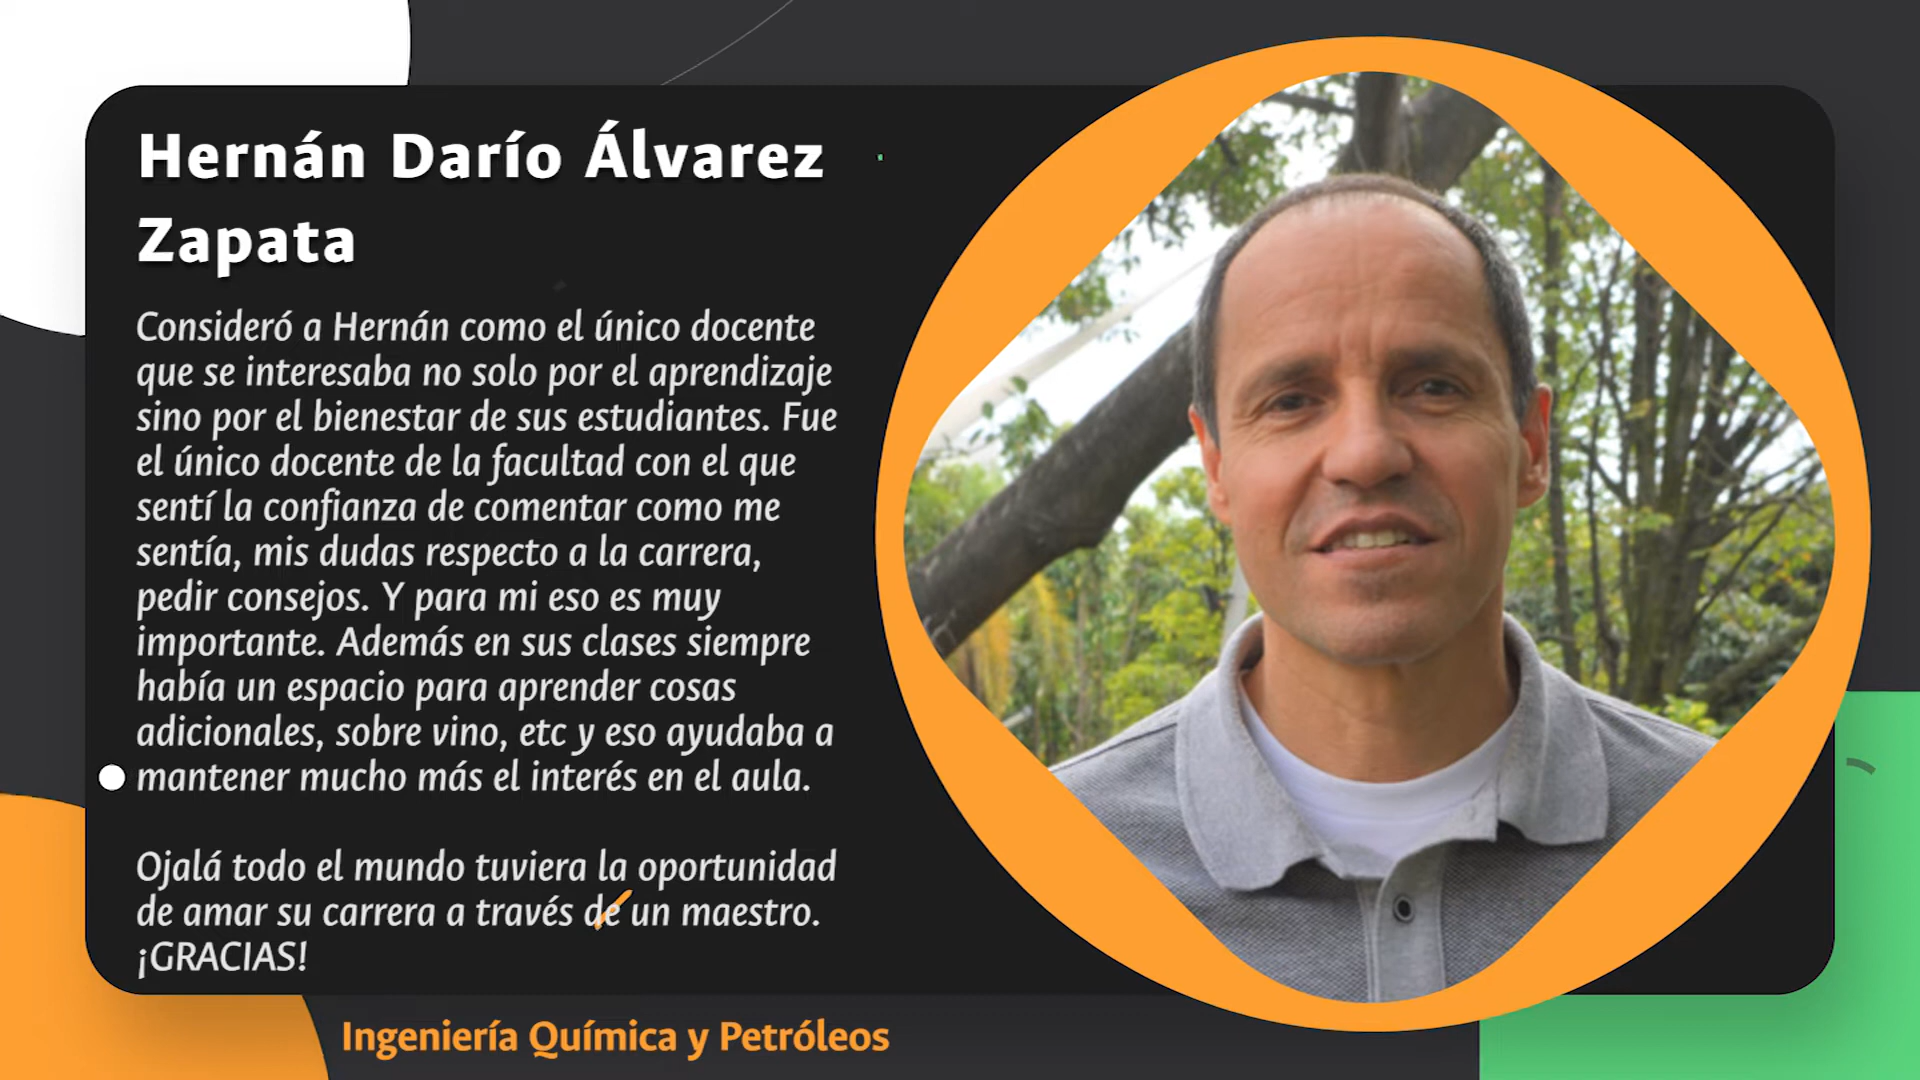 Hernán Darío Álvarez
Zapata
Consideró a Hernán como el único docente
que se interesaba no solo por el aprendizaje
sino por el bienestar de sus estudiantes. Fue
el único docente de la facultad con el que
sentí la confianza de comentar como me
sentía, mis dudas respecto a la carrera,
pedir consejos. Y para mi eso es muy
importante. Además en sus clases siempre
había un espacio para aprender cosas
adicionales, sobre vino, etc y eso ayudaba a
mantener mucho más el interés en el aula.
Ojalá todo el mundo tuviera la oportunidad
de amar su carrera a través de un maestro.
¡GRACIAS!
Ingeniería Química y Petróleos